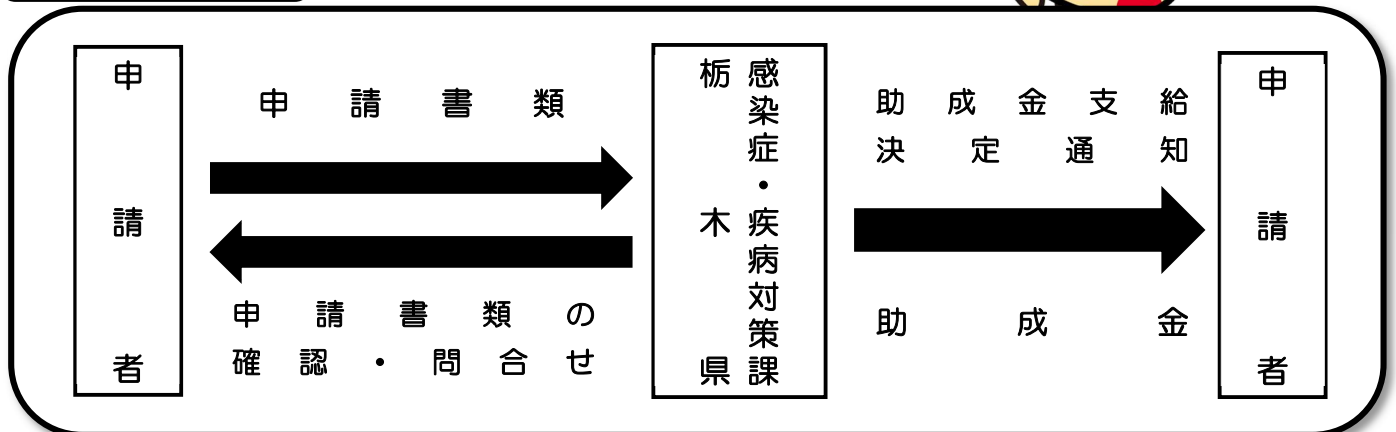 申請者
申請書類
申請書類の
確認・問合せ
感染症・疾病対策課
栃木県
助成金支給
決定通知
助成金
申請者